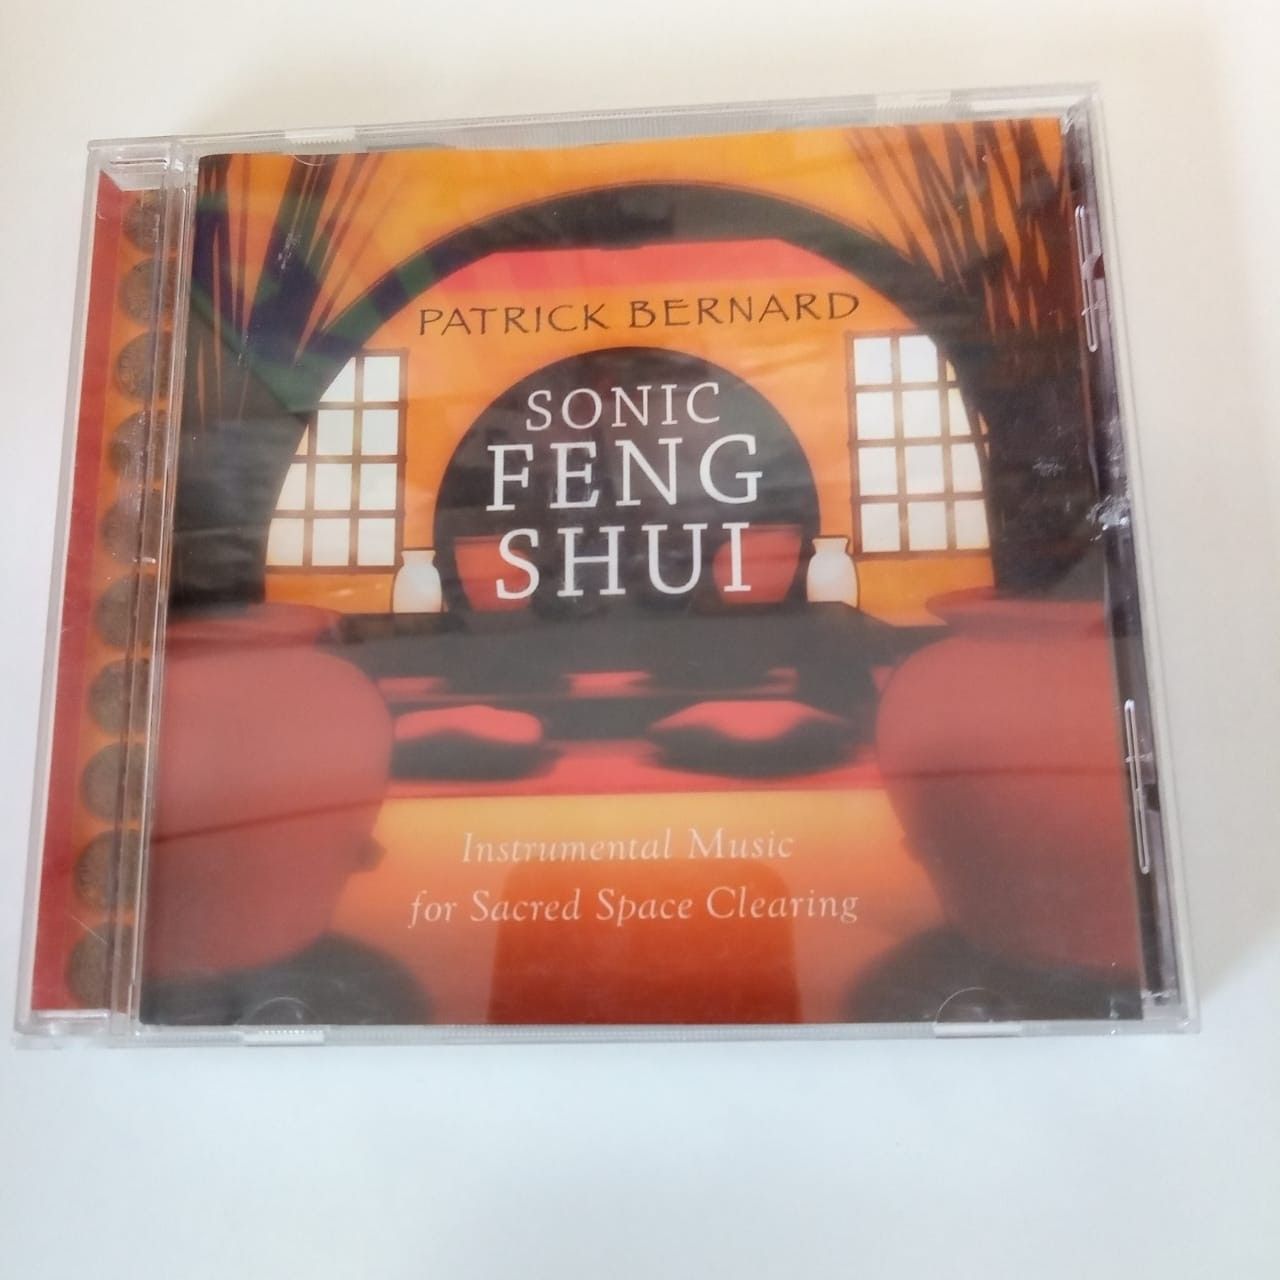 PATRICK BERNARD
SONIC
FENG
SHUI
Instrumental Music
for Sacred Space Clearing